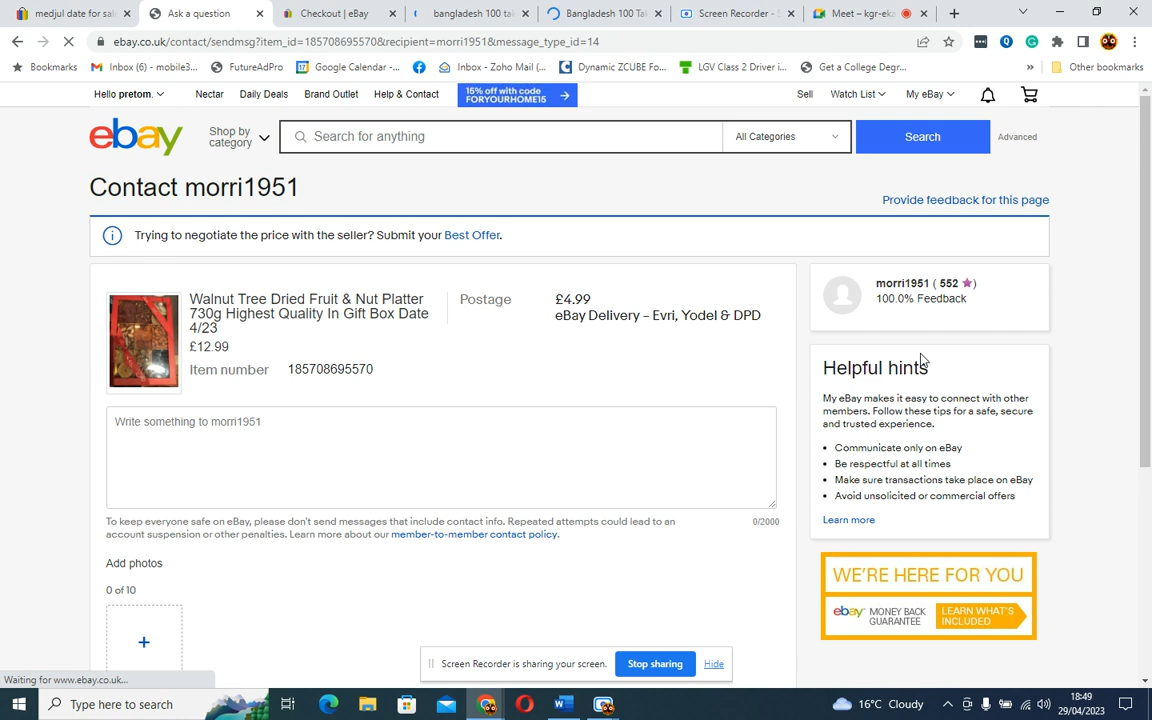 medjul date for sal
Ask a question
Checkout | eBay
bangladesh 100 tak
Bangladesh 100 Tak
Screen Recorder - S
Meet – kgr-eka
ebay.co.uk/contact/sendmsg?item_id=185708695570&recipient=morri1951&message_type_id=14
Bookmarks
Inbox (6) - mobile3...
FutureAdPro
Google Calendar -...
Inbox - Zoho Mail (...
Dynamic ZCUBE Fo...
LGV Class 2 Driver i...
Get a College Degr...
»
Other bookmarks
Hello pretom.
Nectar
Daily Deals
Brand Outlet
Help & Contact
15% off with code
FORYOURHOME15
Sell
Watch List
My eBay
ebay
Shop by
category
Search for anything
All Categories
Search
Advanced
Contact morri1951
Provide feedback for this page
Trying to negotiate the price with the seller? Submit your Best Offer.
Walnut Tree Dried Fruit & Nut Platter
730g Highest Quality In Gift Box Date
4/23
£12.99
Item number 185708695570
Postage
£4.99
eBay Delivery – Evri, Yodel & DPD
morri1951 ( 552 )
100.0% Feedback
Write something to morri1951
To keep everyone safe on eBay, please don't send messages that include contact info. Repeated attempts could lead to an
account suspension or other penalties. Learn more about our member-to-member contact policy.
0/2000
Add photos
0 of 10
+
Helpful hints
My eBay makes it easy to connect with other
members. Follow these tips for a safe, secure
and trusted experience.
• Communicate only on eBay
• Be respectful at all times
• Make sure transactions take place on eBay
• Avoid unsolicited or commercial offers
Learn more
WE'RE HERE FOR YOU
ebay MONEY BACK
GUARANTEE
LEARN WHAT'S
INCLUDED
Screen Recorder is sharing your screen.
Stop sharing
Hide
Waiting for www.ebay.co.uk...
Type here to search
16°C Cloudy
18:49
29/04/2023